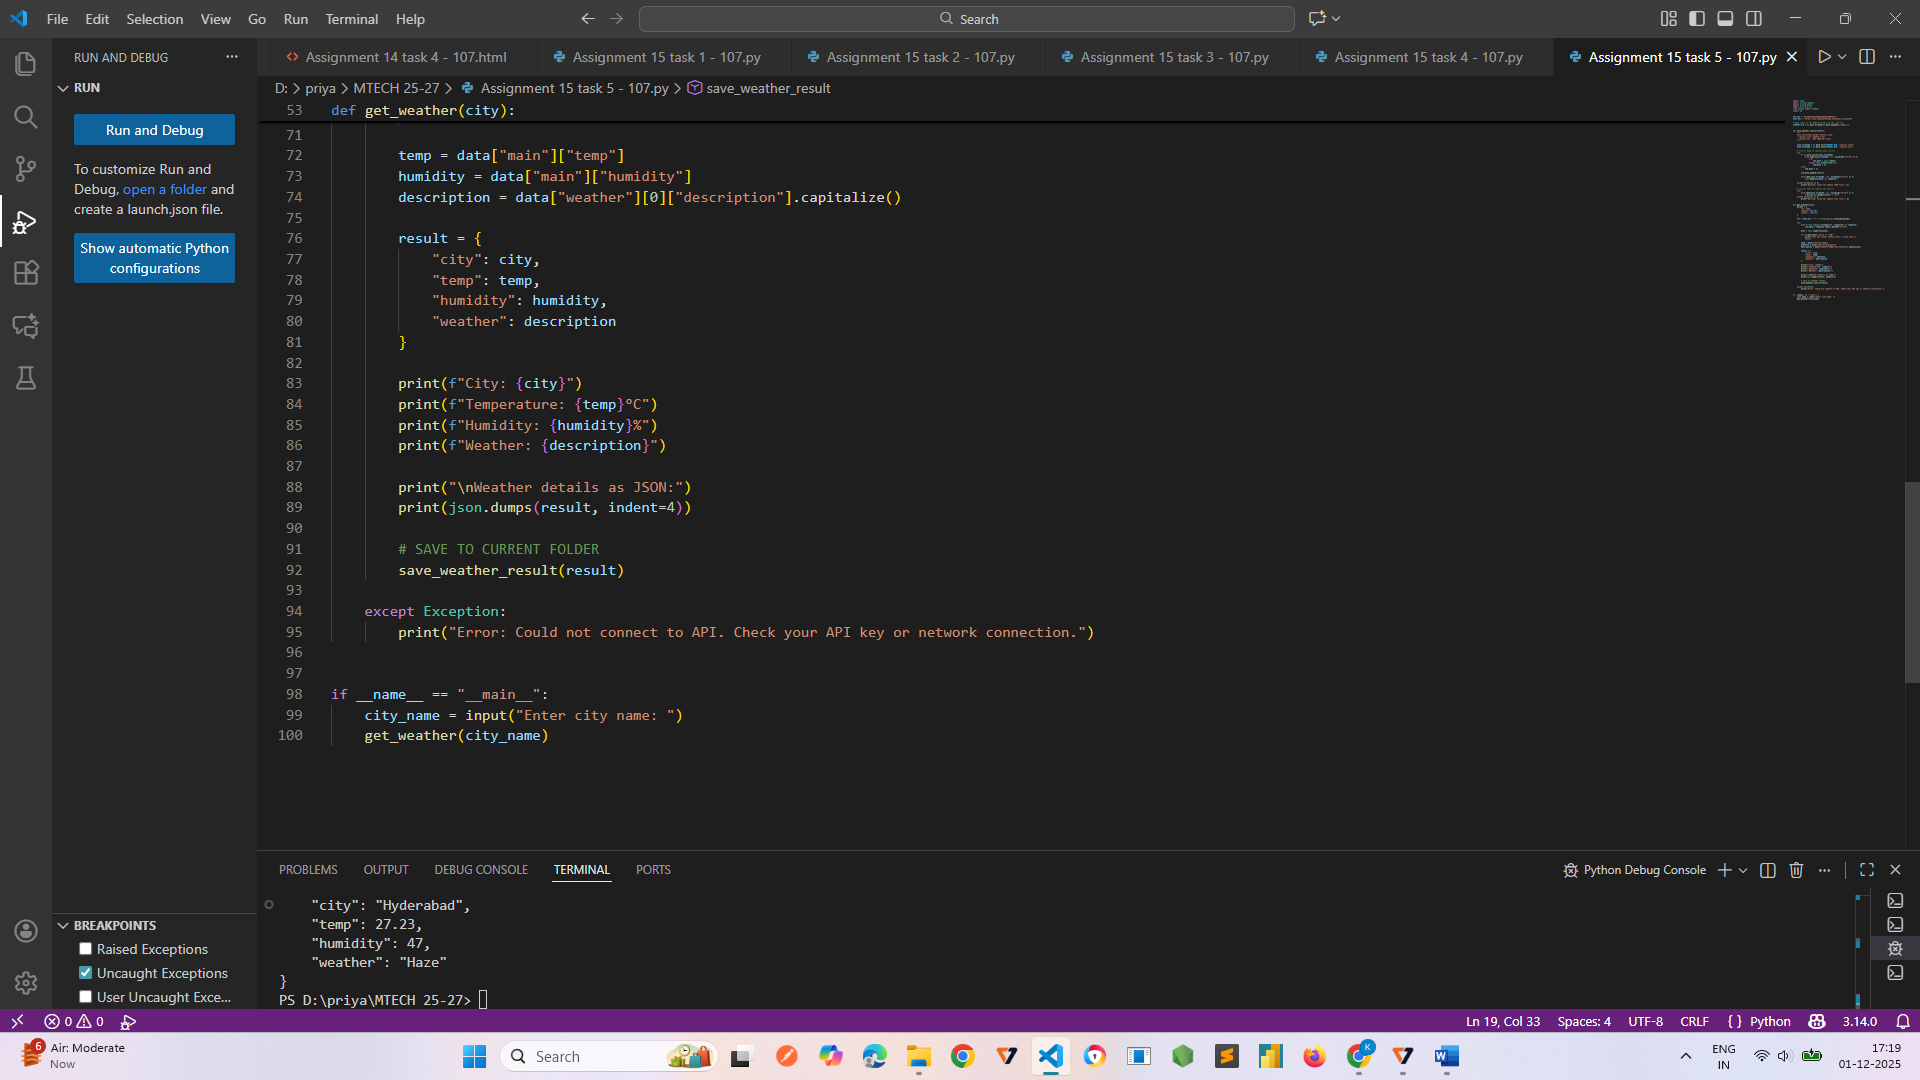 File Edit Selection View Go Run Terminal Help
Search
RUN AND DEBUG
Assignment 14 task 4 - 107.html
Assignment 15 task 1 - 107.py
Assignment 15 task 2 - 107.py
Assignment 15 task 3 - 107.py
Assignment 15 task 4 - 107.py
Assignment 15 task 5 - 107.py
RUN
Run and Debug
To customize Run and
Debug, open a folder and
create a launch.json file.
Show automatic Python
configurations
D: > priya > MTECH 25-27 > Assignment 15 task 5 - 107.py > save_weather_result
53 def get_weather(city):
71
72 temp = data["main"]["temp"]
73 humidity = data["main"]["humidity"]
74 description = data["weather"][0]["description"].capitalize()
75
76 result = {
77 "city": city,
78 "temp": temp,
79 "humidity": humidity,
80 "weather": description
81 }
82
83 print(f"City: {city}")
84 print(f"Temperature: {temp}°C")
85 print(f"Humidity: {humidity}%")
86 print(f"Weather: {description}")
87
88 print("\nWeather details as JSON:")
89 print(json.dumps(result, indent=4))
90
91 # SAVE TO CURRENT FOLDER
92 save_weather_result(result)
93
94 except Exception:
95 print("Error: Could not connect to API. Check your API key or network connection.")
96
97
98 if __name__ == "__main__":
99 city_name = input("Enter city name: ")
100 get_weather(city_name)
PROBLEMS OUTPUT DEBUG CONSOLE TERMINAL PORTS
Python Debug Console
"city": "Hyderabad",
"temp": 27.23,
"humidity": 47,
"weather": "Haze"
}
PS D:\priya\MTECH 25-27>
BREAKPOINTS
Raised Exceptions
Uncaught Exceptions
User Uncaught Exce...
0 0
Ln 19, Col 33 Spaces: 4 UTF-8 CRLF { } Python 3.14.0
6
Air: Moderate
Now
Search
K
ENG
IN
17:19
01-12-2025